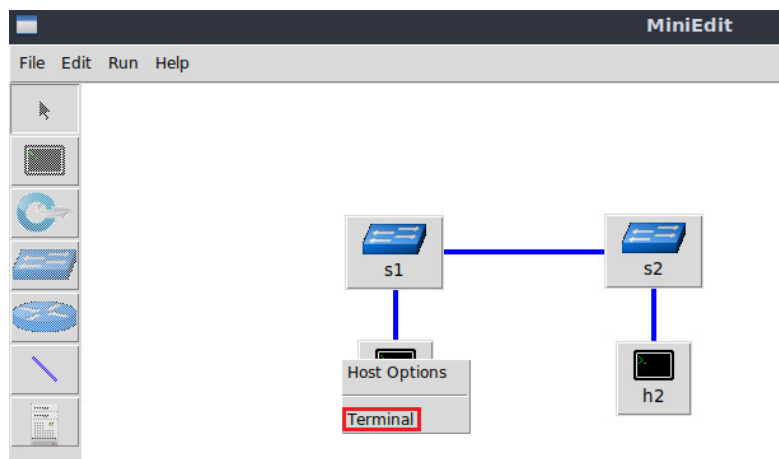 MiniEdit
File Edit Run Help
s1
s2
Host Options
h2
Terminal